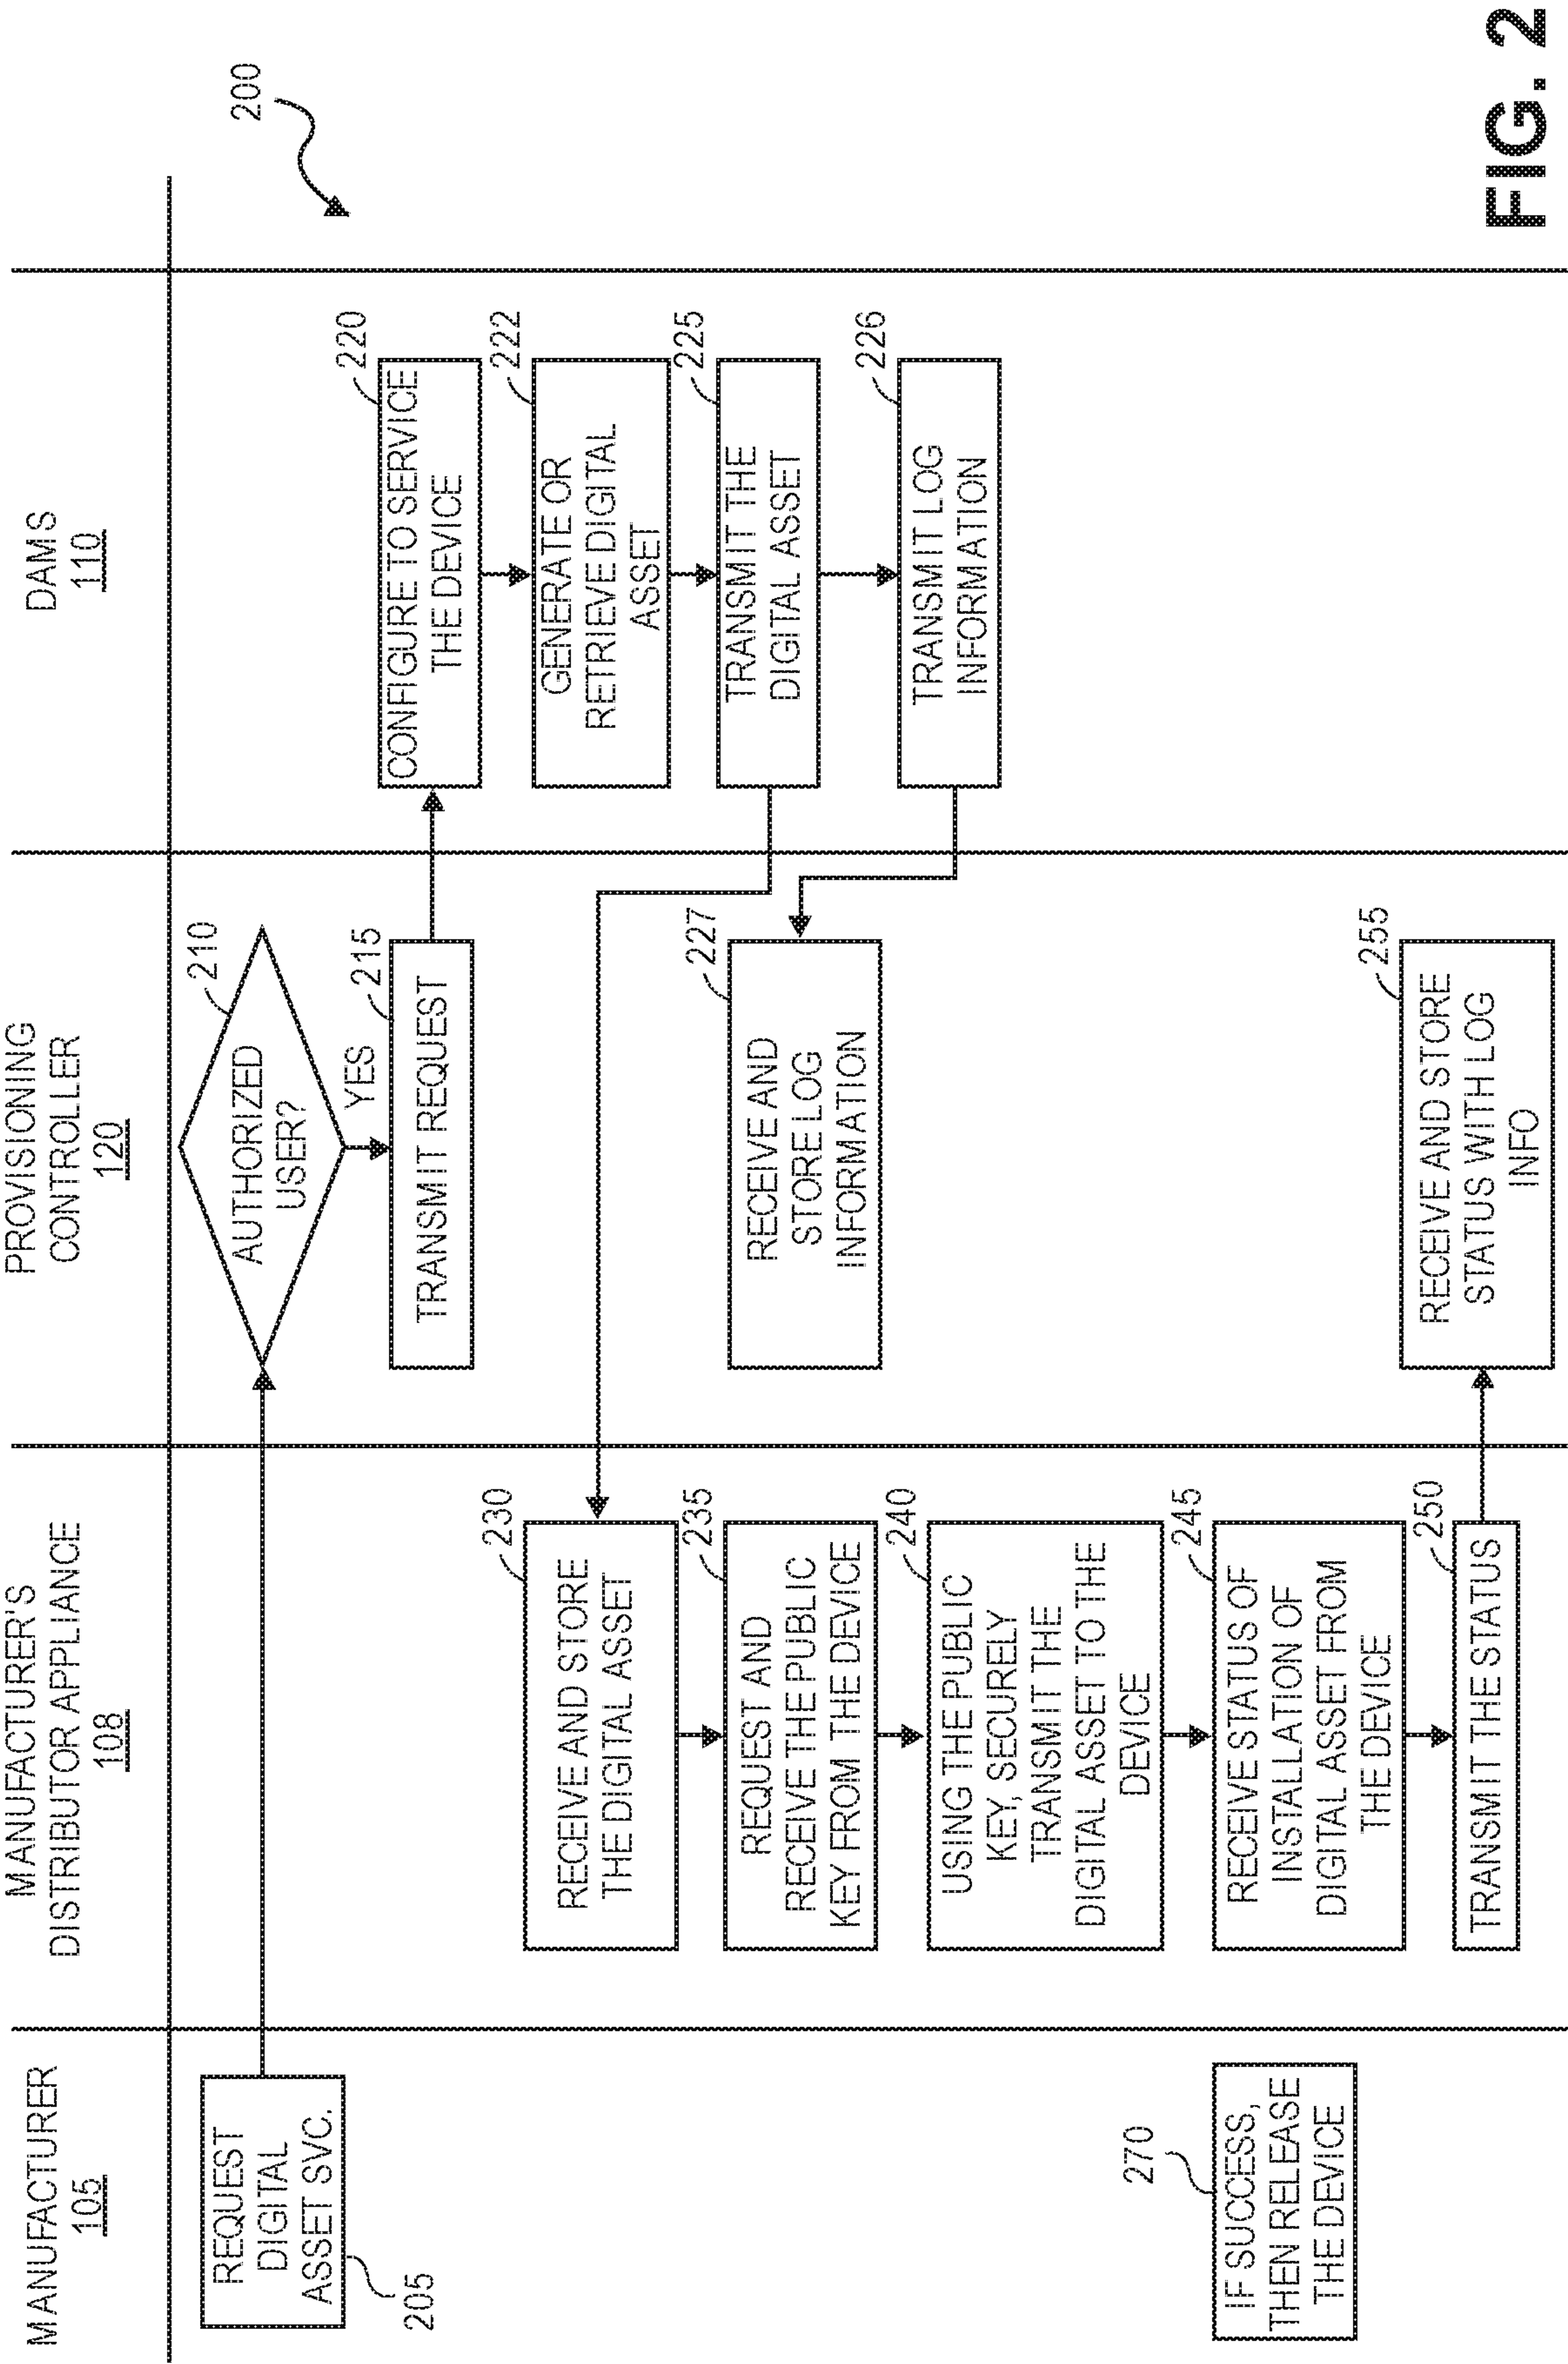 MANUFACTURER
105
MANUFACTURER'S
DISTRIBUTOR APPLIANCE
108
PROVISIONING
CONTROLLER
120
DAMS
110
200
REQUEST
DIGITAL
ASSET SVC.
205
AUTHORIZED
USER?
210
YES
215
TRANSMIT REQUEST
220
CONFIGURE TO SERVICE
THE DEVICE
222
GENERATE OR
RETRIEVE DIGITAL
ASSET
225
TRANSMIT THE
DIGITAL ASSET
226
TRANSMIT LOG
INFORMATION
227
RECEIVE AND
STORE LOG
INFORMATION
230
RECEIVE AND STORE
THE DIGITAL ASSET
235
REQUEST AND
RECEIVE THE PUBLIC
KEY FROM THE DEVICE
240
USING THE PUBLIC
KEY, SECURELY
TRANSMIT THE
DIGITAL ASSET TO THE
DEVICE
245
RECEIVE STATUS OF
INSTALLATION OF
DIGITAL ASSET FROM
THE DEVICE
250
TRANSMIT THE STATUS
255
RECEIVE AND STORE
STATUS WITH LOG
INFO
270
IF SUCCESS,
THEN RELEASE
THE DEVICE
FIG. 2